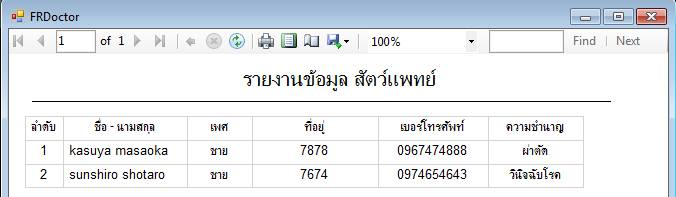 FRDoctor
1 of 1 100% Find | Next
รายงานข้อมูล สัตว์แพทย์
ลำดับ ชื่อ - นามสกุล เพศ ที่อยู่ เบอร์โทรศัพท์ ความชำนาญ
1 kasuya masaoka ชาย 7878 0967474888 ผ่าตัด
2 sunshiro shotaro ชาย 7674 0974654643 วินิจฉัยโรค